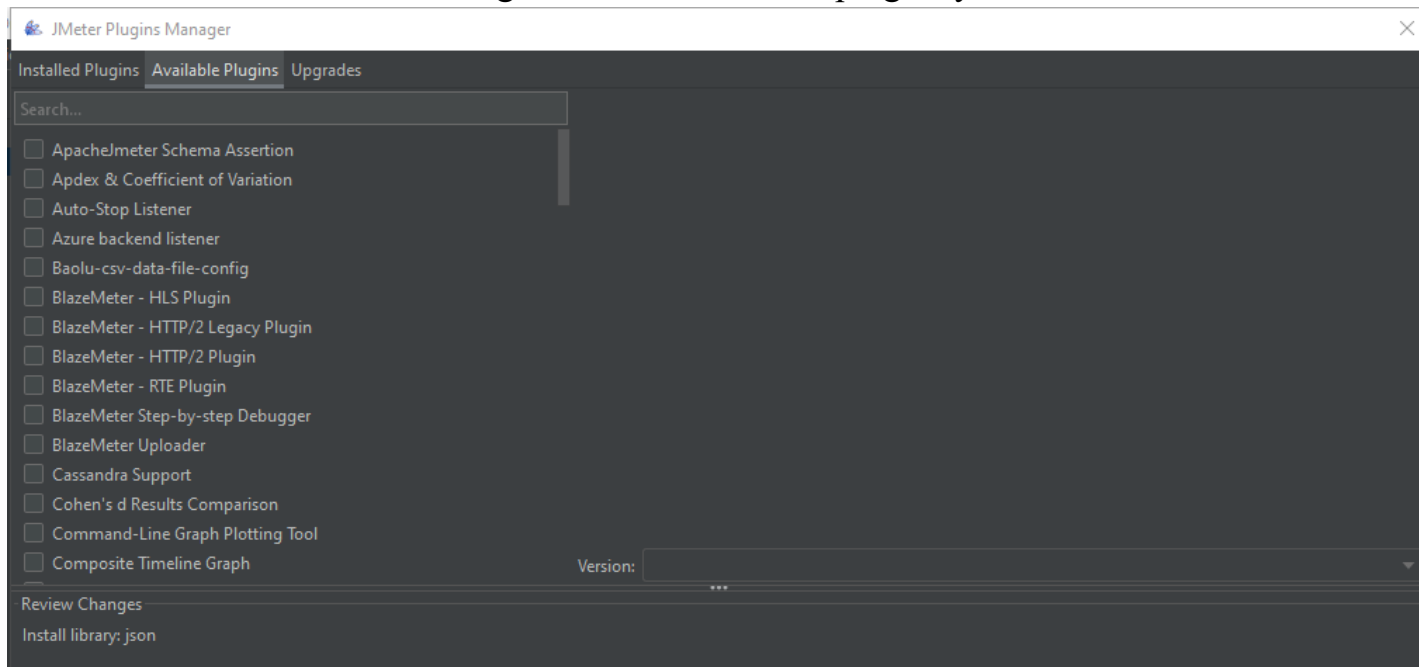 JMeter Plugins Manager
Installed Plugins Available Plugins Upgrades
Search...
ApacheJmeter Schema Assertion
Apdex & Coefficient of Variation
Auto-Stop Listener
Azure backend listener
Baolu-csv-data-file-config
BlazeMeter - HLS Plugin
BlazeMeter - HTTP/2 Legacy Plugin
BlazeMeter - HTTP/2 Plugin
BlazeMeter - RTE Plugin
BlazeMeter Step-by-step Debugger
BlazeMeter Uploader
Cassandra Support
Cohen's d Results Comparison
Command-Line Graph Plotting Tool
Composite Timeline Graph
Version:
Review Changes
Install library: json